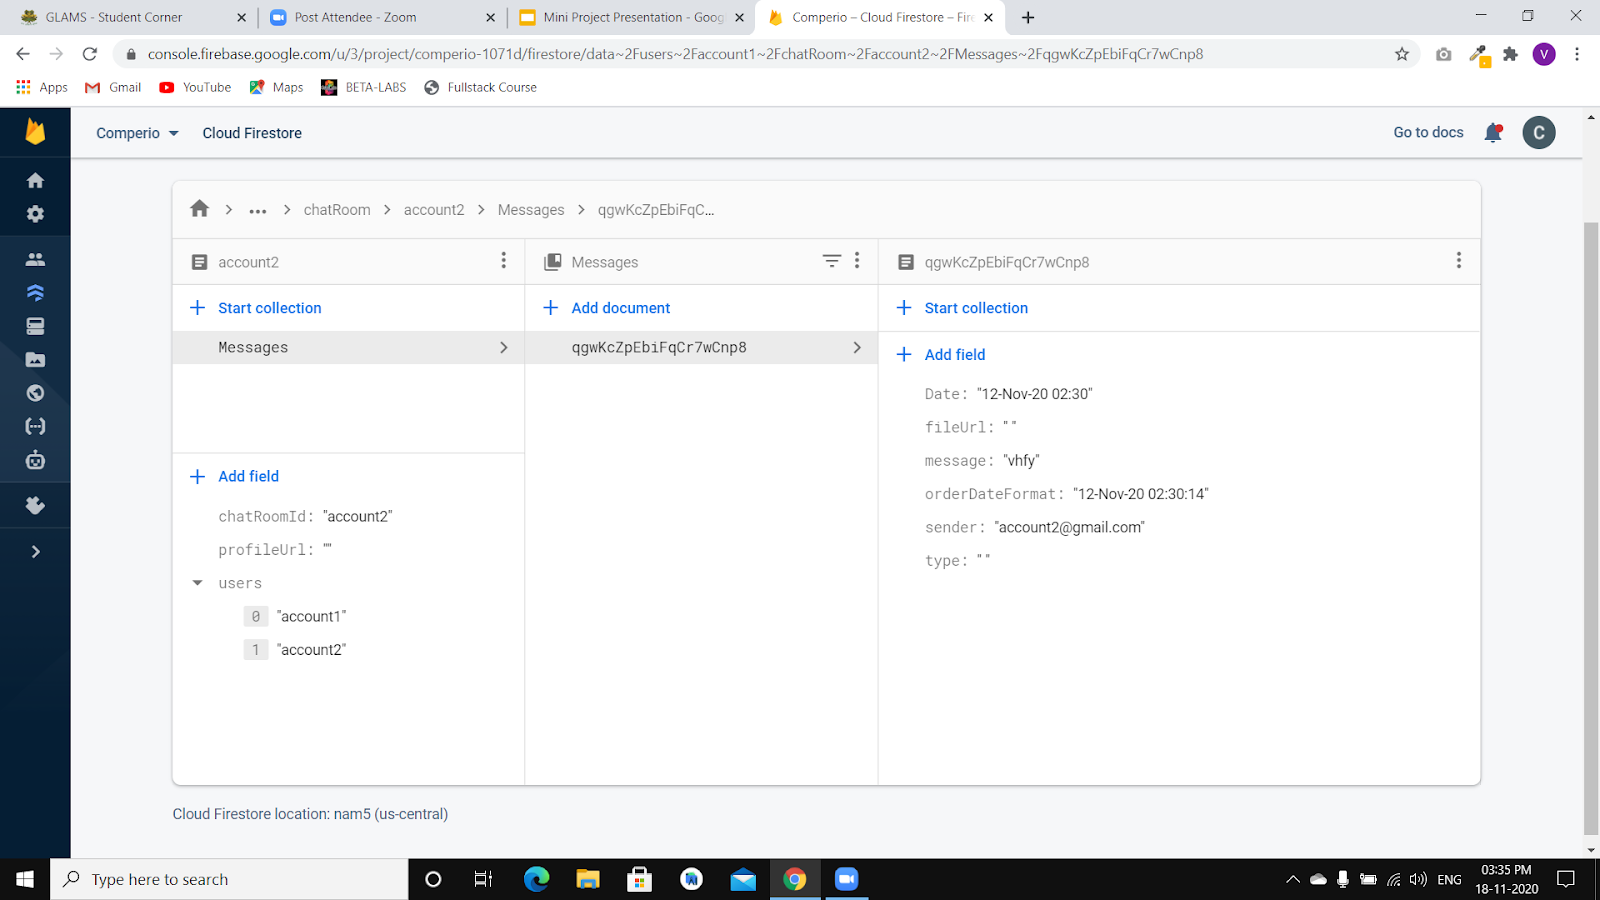 GLAMS - Student Corner
Post Attendee - Zoom
Mini Project Presentation - Goog
Comperio – Cloud Firestore – Fire
console.firebase.google.com/u/3/project/comperio-1071d/firestore/data~2Fusers~2Faccount1~2FchatRoom~2Faccount2~2FMessages~2FqgwKcZpEbiFqCr7wCnp8
V
Apps
Gmail
YouTube
Maps
BETA-LABS
Fullstack Course
Comperio
Cloud Firestore
Go to docs
C
... chatRoom > account2 > Messages > qgwKcZpEbiFqC...
account2
Start collection
Messages
Add field
chatRoomId: "account2"
profileUrl: ""
users
0 "account1"
1 "account2"
Messages
Add document
qgwKcZpEbiFqCr7wCnp8
qgwKcZpEbiFqCr7wCnp8
Start collection
Add field
Date: "12-Nov-20 02:30"
fileUrl: " "
message: "vhfy"
orderDateFormat: "12-Nov-20 02:30:14"
sender: "account2@gmail.com"
type: " "
Cloud Firestore location: nam5 (us-central)
Type here to search
ENG
03:35 PM
18-11-2020